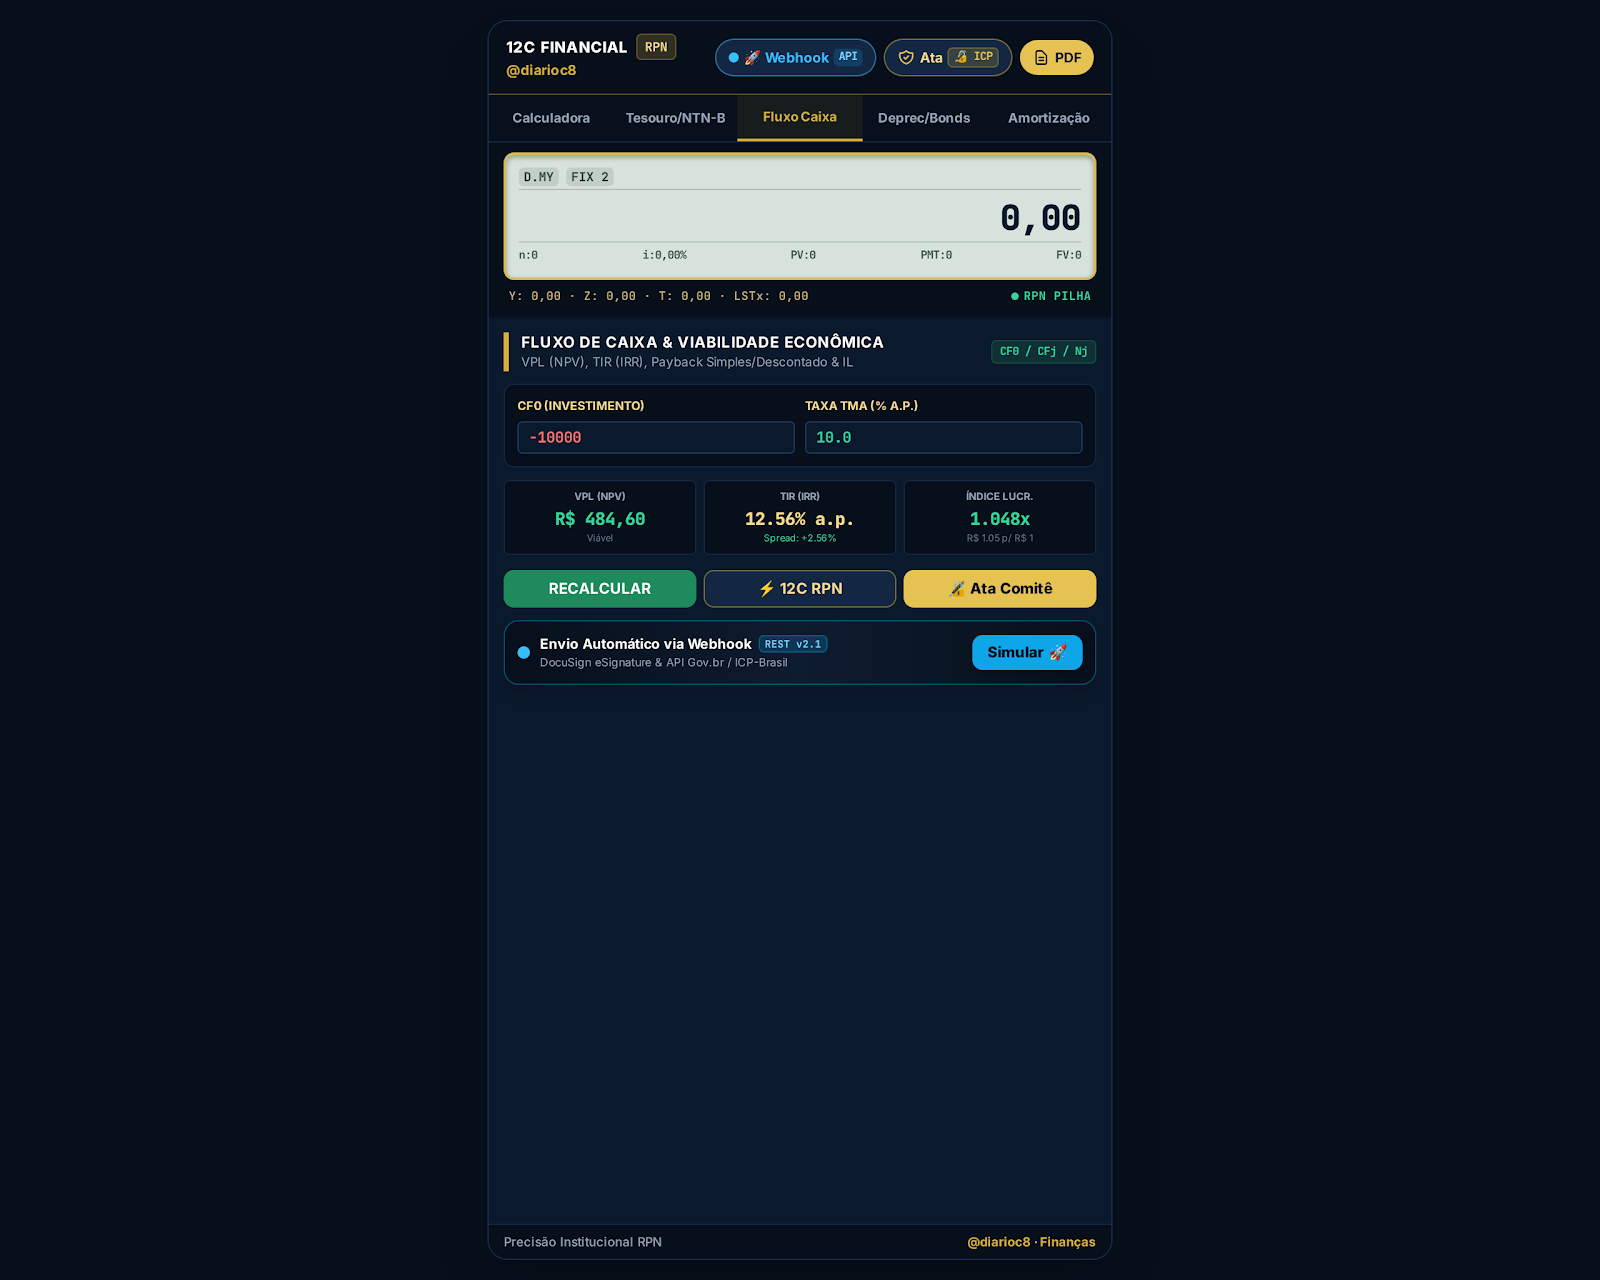 12C FINANCIAL RPN
@diarioc8
🚀 Webhook API
Ata 🔏 ICP
PDF
Calculadora Tesouro/NTN-B Fluxo Caixa Deprec/Bonds Amortização
D.MY FIX 2
0,00
n:0 i:0,00% PV:0 PMT:0 FV:0
Y: 0,00 · Z: 0,00 · T: 0,00 · LSTx: 0,00 RPN PILHA
FLUXO DE CAIXA & VIABILIDADE ECONÔMICA
VPL (NPV), TIR (IRR), Payback Simples/Descontado & IL
CF0 / CFj / Nj
CF0 (INVESTIMENTO) TAXA TMA (% A.P.)
-10000 10.0
VPL (NPV) TIR (IRR) ÍNDICE LUCR.
R$ 484,60 12.56% a.p. 1.048x
Viável Spread: +2.56% R$ 1.05 p/ R$ 1
RECALCULAR ⚡ 12C RPN 🔏 Ata Comitê
Envio Automático via Webhook REST v2.1
DocuSign eSignature & API Gov.br / ICP-Brasil
Simular 🚀
Precisão Institucional RPN @diarioc8 · Finanças